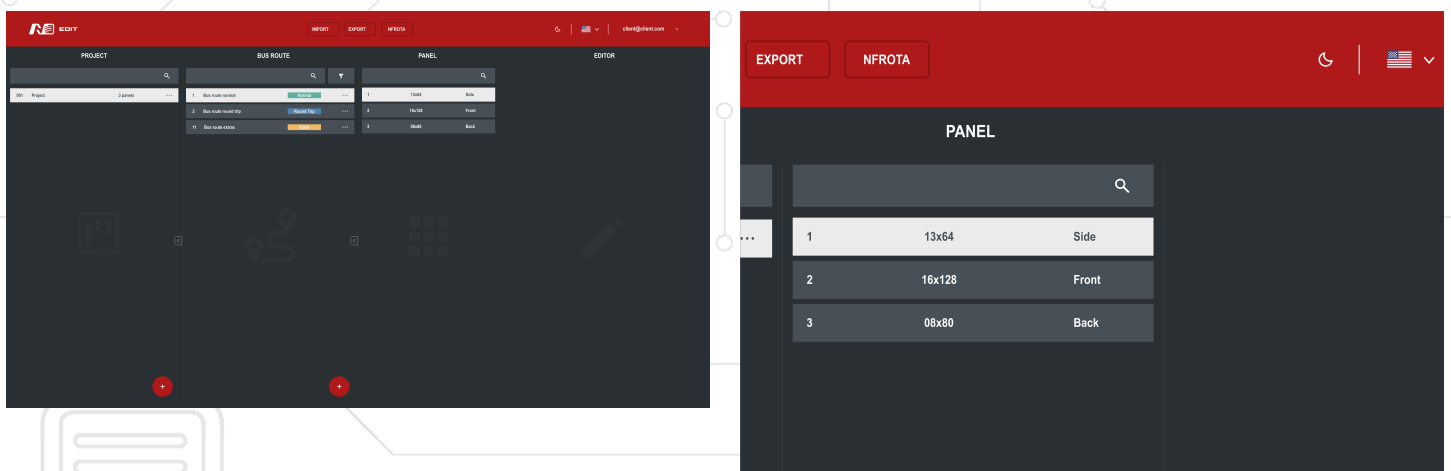 EDIT
IMPORT EXPORT NFROTA
client@client.com
PROJECT BUS ROUTE PANEL EDITOR
001 Project 3 panels ...
1 Bus route normal Normal ...
2 Bus route round trip Round Trip ...
11 Bus route extras Extra ...
1 13x64 Side
2 16x128 Front
3 08x80 Back
+ +
EXPORT NFROTA
PANEL
... 1 13x64 Side
2 16x128 Front
3 08x80 Back